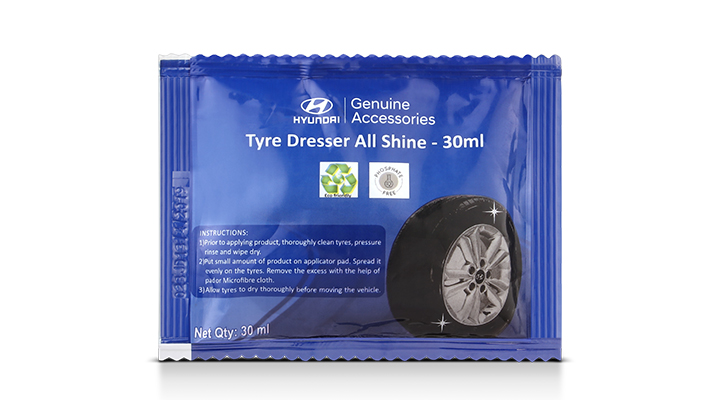 HYUNDAI
Genuine
Accessories
Tyre Dresser All Shine - 30ml
Eco friendly
PHOSPHATE
FREE
INSTRUCTIONS:
1)Prior to applying product, thoroughly clean tyres, pressure
rinse and wipe dry.
2)Put small amount of product on applicator pad. Spread it
evenly on the tyres. Remove the excess with the help of
pador Microfibre cloth.
3)Allow tyres to dry thoroughly before moving the vehicle.
Net Qty: 30 ml